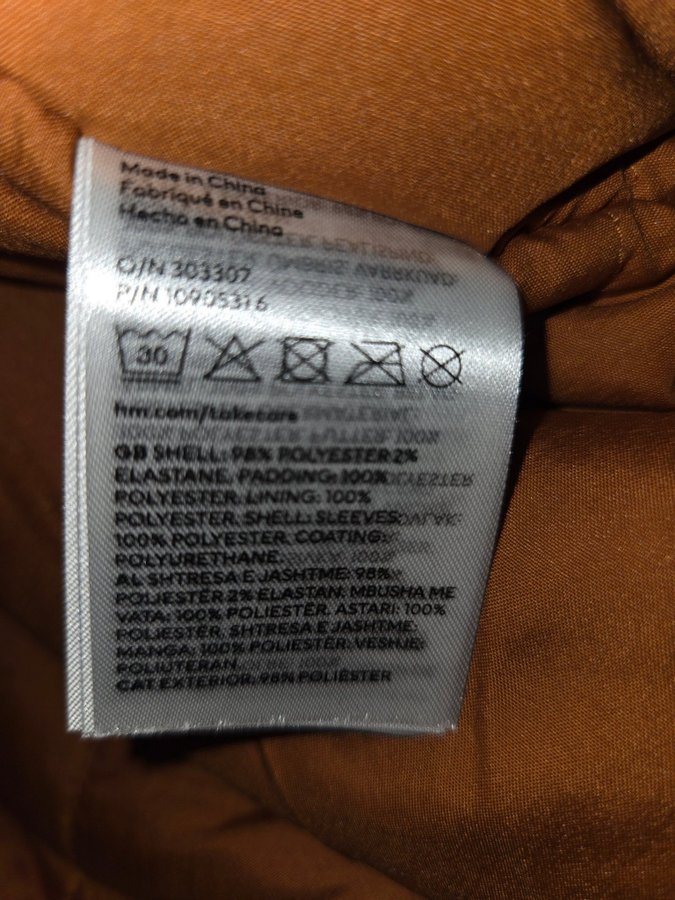 Made in China
Fabriqué en Chine
Hecho en China
O/N 303307
P/N 10905316
30
hm.com/takecare
GB SHELL: 98% POLYESTER 2%
ELASTANE. PADDING: 100%
POLYESTER. LINING: 100%
POLYESTER. SHELL: SLEEVES:
100% POLYESTER. COATING:
POLYURETHANE.
AL SHTRESA E JASHTME: 98%
POLIESTER 2% ELASTAN. MBUSHA ME
VATA: 100% POLIESTER. ASTARI: 100%
POLIESTER. SHTRESA E JASHTME:
MANGA: 100% POLIESTER. VESHJE:
POLIUTERAN.
CAT EXTERIOR: 98% POLIÈSTER